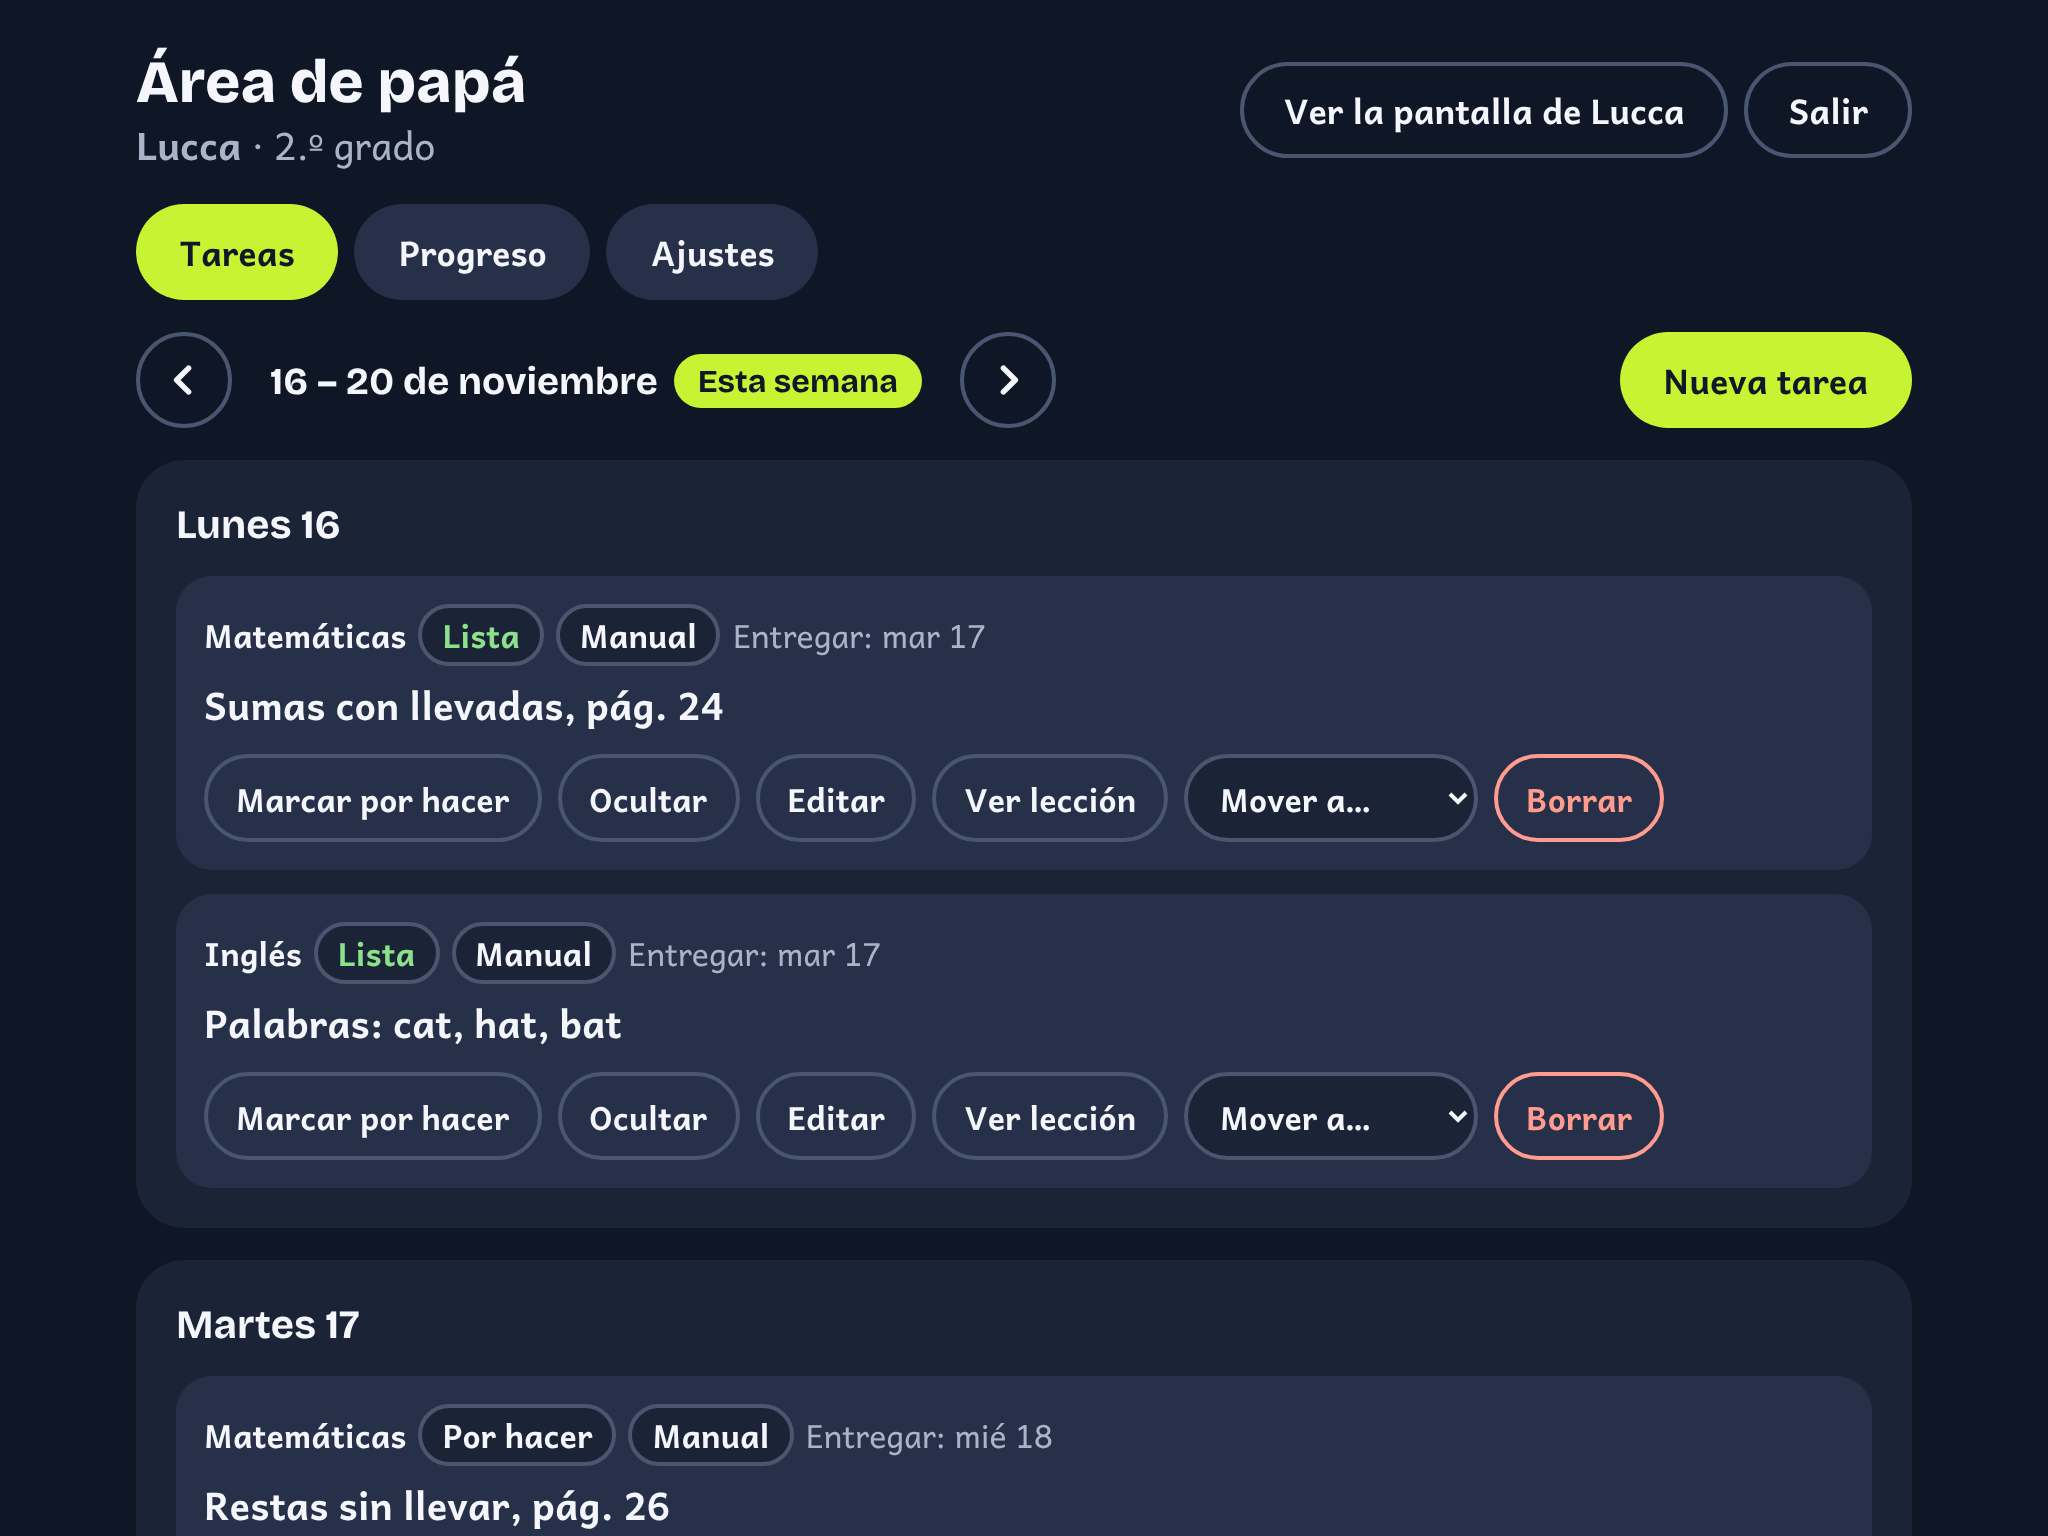 Área de papá
Lucca · 2.º grado
Ver la pantalla de Lucca
Salir
Tareas
Progreso
Ajustes
16 – 20 de noviembre
Esta semana
Nueva tarea
Lunes 16
Matemáticas Lista Manual Entregar: mar 17
Sumas con llevadas, pág. 24
Marcar por hacer Ocultar Editar Ver lección Mover a... Borrar
Inglés Lista Manual Entregar: mar 17
Palabras: cat, hat, bat
Marcar por hacer Ocultar Editar Ver lección Mover a... Borrar
Martes 17
Matemáticas Por hacer Manual Entregar: mié 18
Restas sin llevar, pág. 26